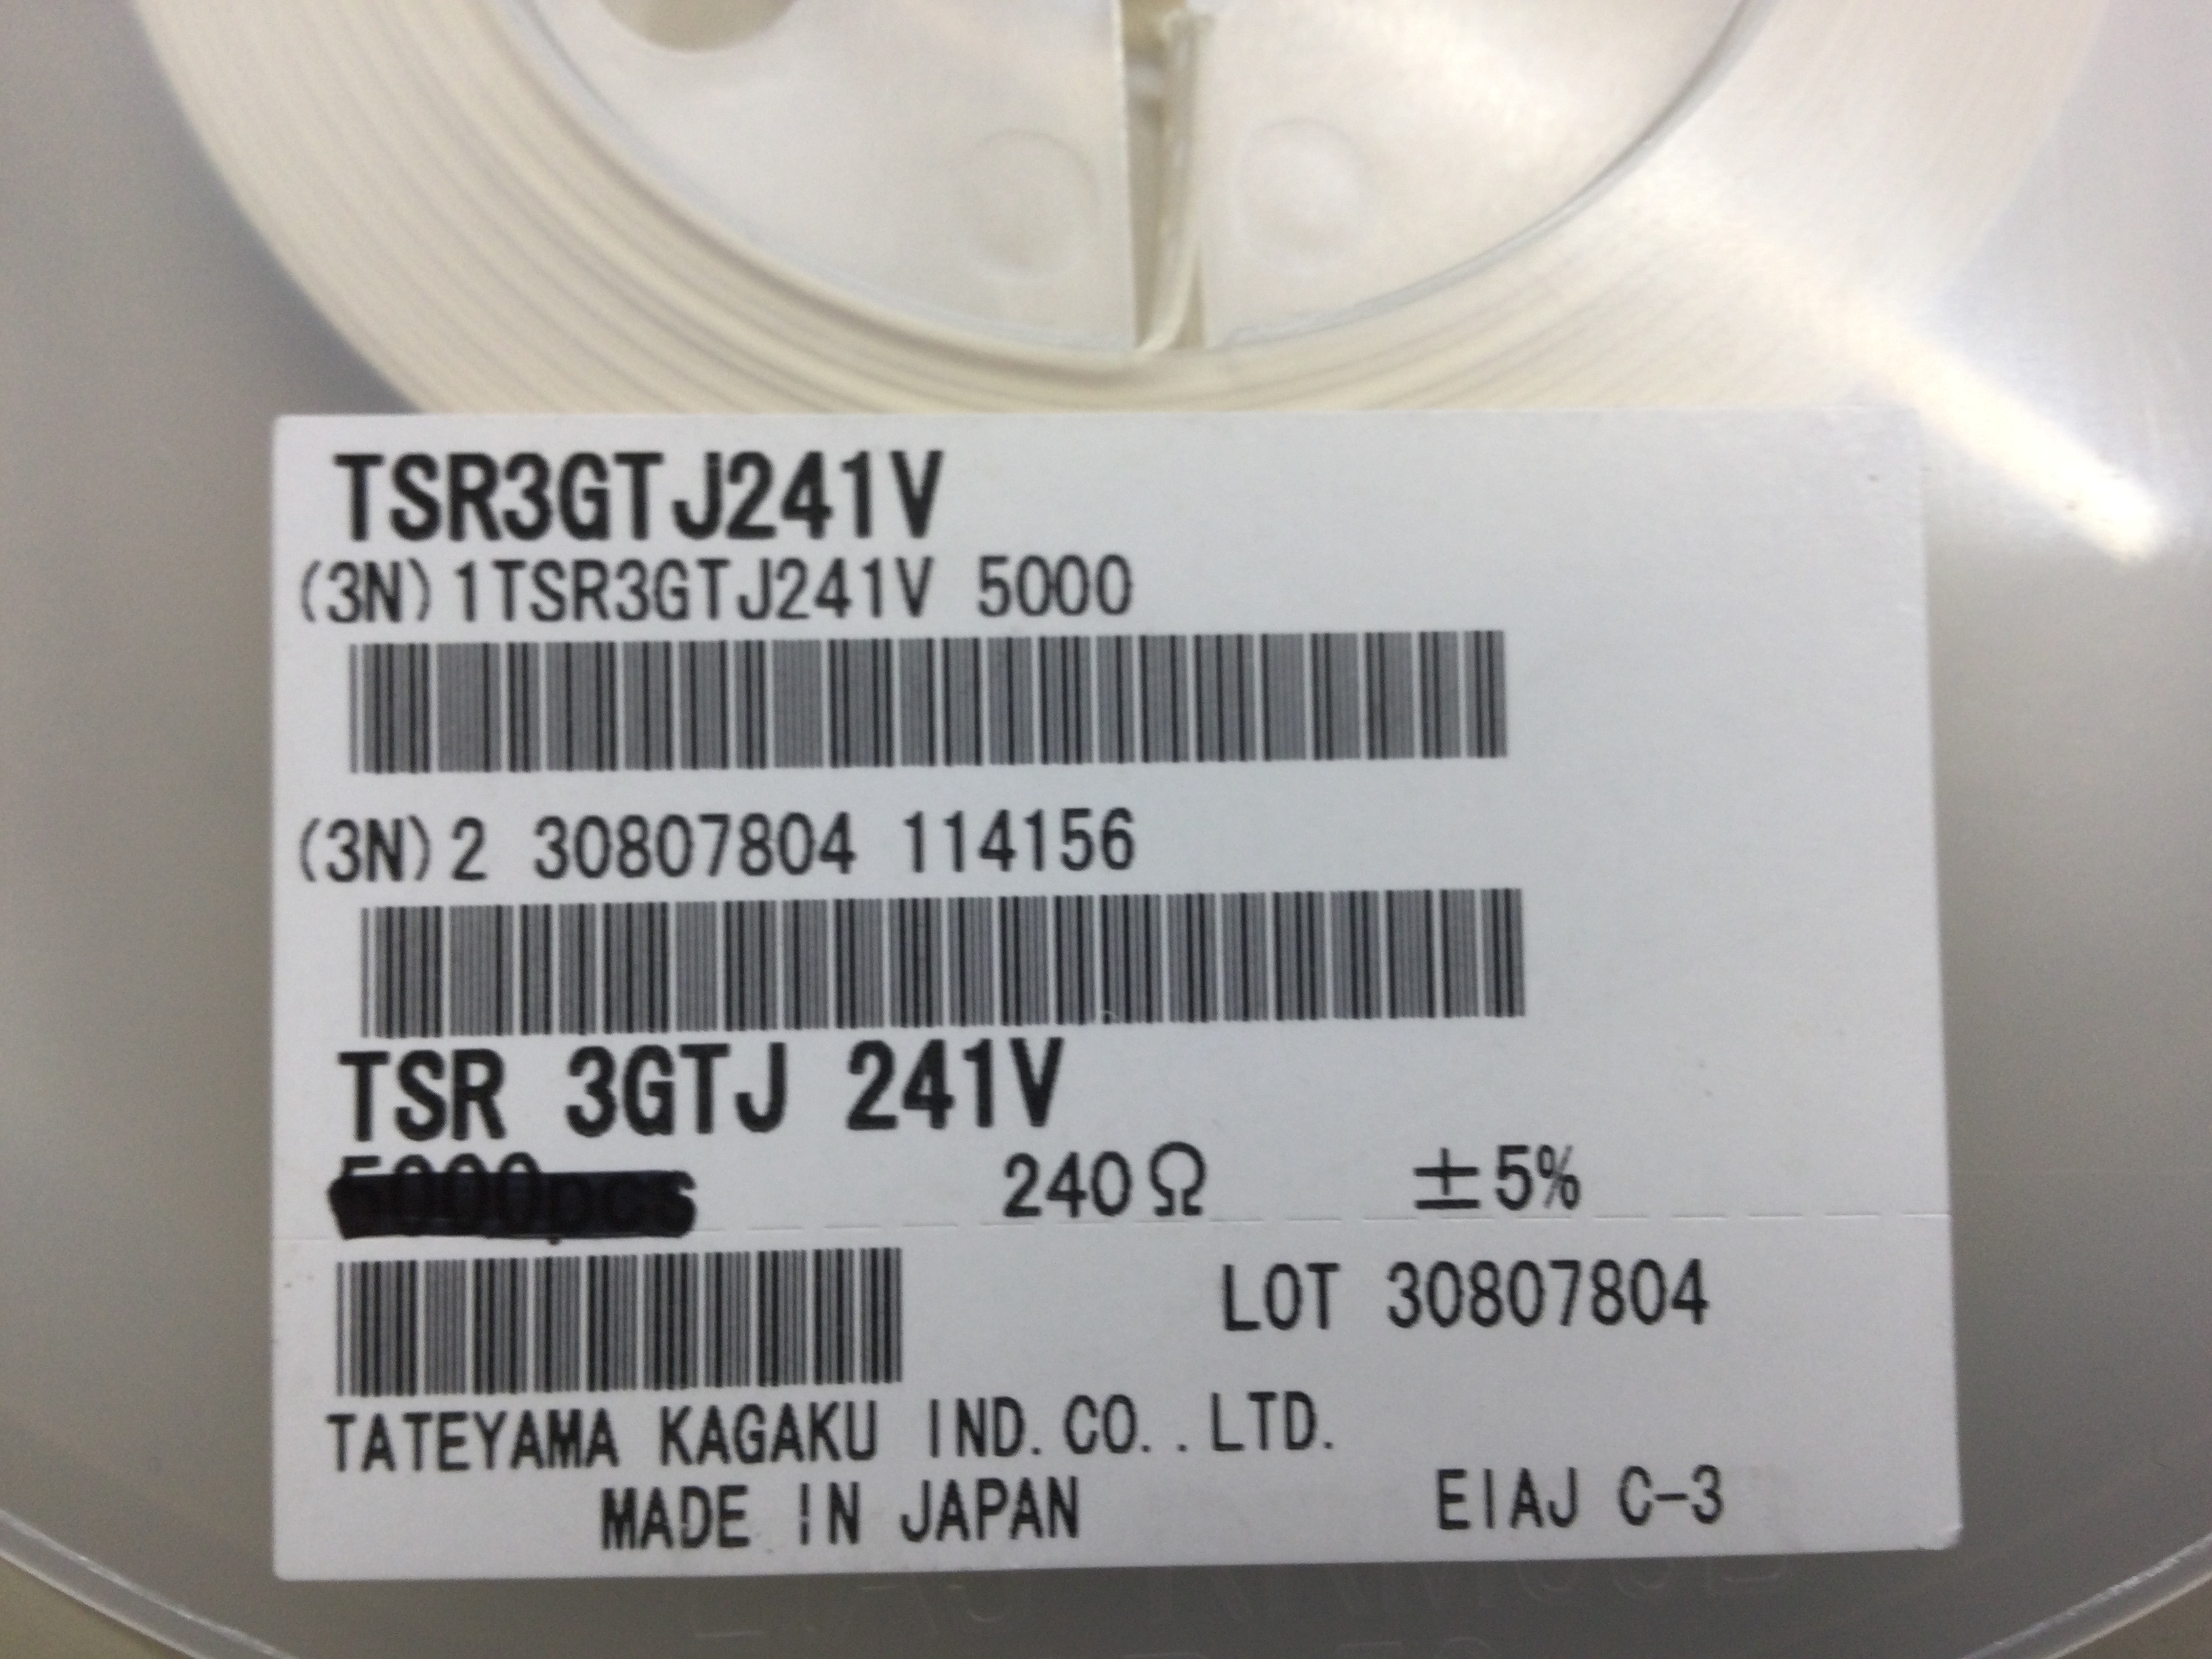 TSR3GTJ241V
(3N)1TSR3GTJ241V 5000
(3N)2 30807804 114156
TSR 3GTJ 241V
5000pcs 240Ω ±5%
LOT 30807804
TATEYAMA KAGAKU IND.CO..LTD.
MADE IN JAPAN EIAJ C-3